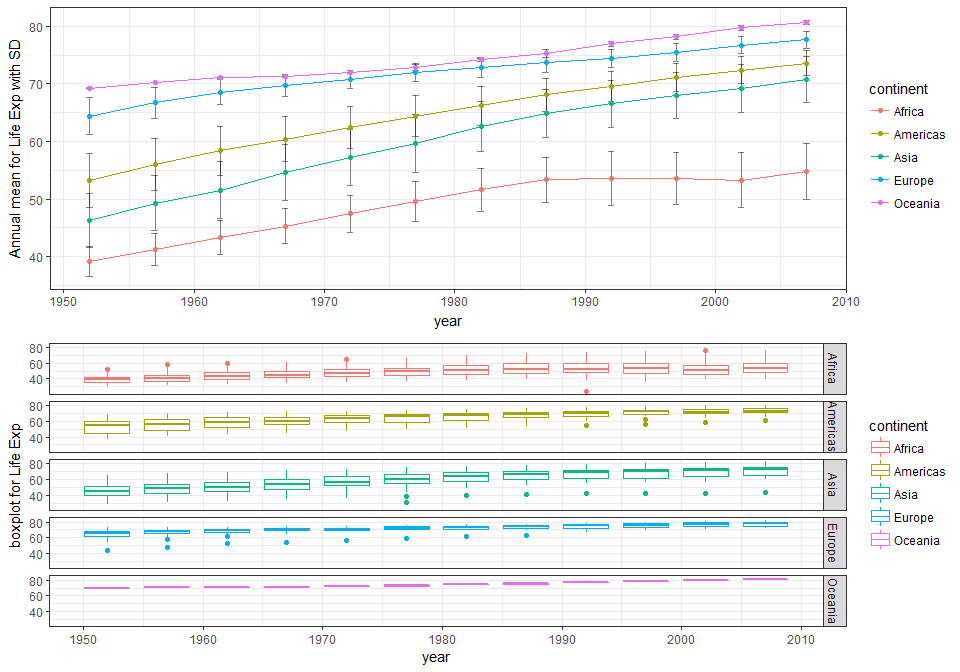 Annual mean for Life Exp with SD
80
70
60
50
40
1950 1960 1970 1980 1990 2000 2010
year
continent
Africa
Americas
Asia
Europe
Oceania
boxplot for Life Exp
80
60
40
Africa
80
60
40
Americas
80
60
40
Asia
80
60
40
Europe
80
60
40
Oceania
1950 1960 1970 1980 1990 2000 2010
year
continent
Africa
Americas
Asia
Europe
Oceania